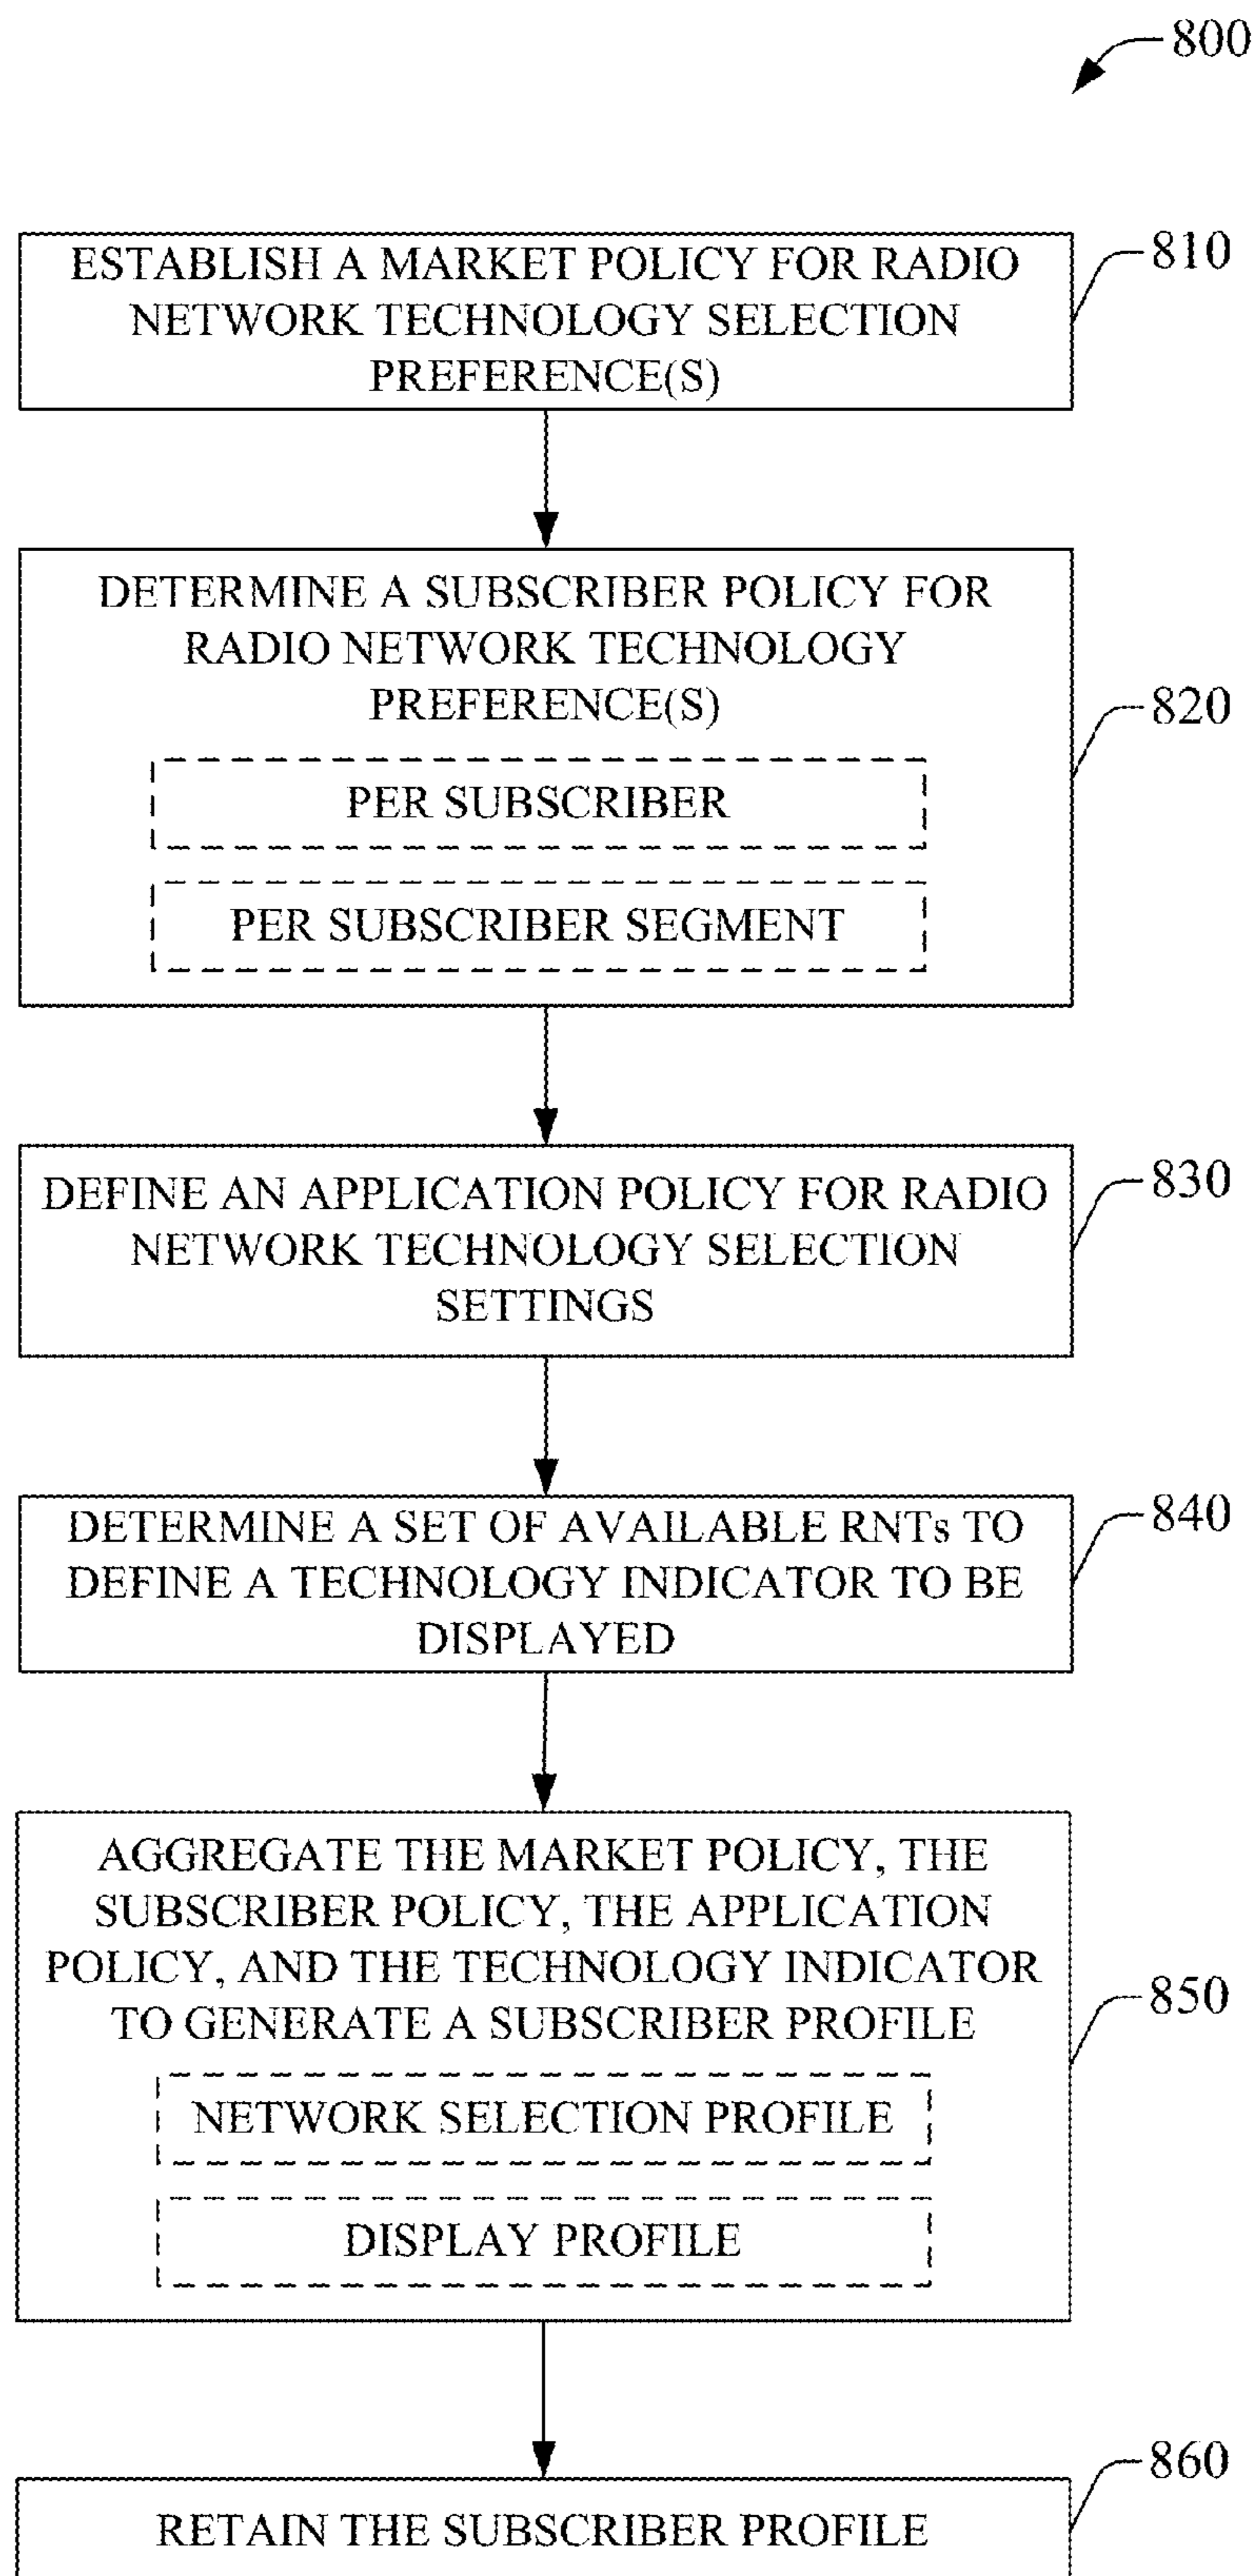 800
ESTABLISH A MARKET POLICY FOR RADIO
NETWORK TECHNOLOGY SELECTION
PREFERENCE(S)
810
DETERMINE A SUBSCRIBER POLICY FOR
RADIO NETWORK TECHNOLOGY
PREFERENCE(S)
820
PER SUBSCRIBER
PER SUBSCRIBER SEGMENT
DEFINE AN APPLICATION POLICY FOR RADIO
NETWORK TECHNOLOGY SELECTION
SETTINGS
830
DETERMINE A SET OF AVAILABLE RNTs TO
DEFINE A TECHNOLOGY INDICATOR TO BE
DISPLAYED
840
AGGREGATE THE MARKET POLICY, THE
SUBSCRIBER POLICY, THE APPLICATION
POLICY, AND THE TECHNOLOGY INDICATOR
TO GENERATE A SUBSCRIBER PROFILE
850
NETWORK SELECTION PROFILE
DISPLAY PROFILE
RETAIN THE SUBSCRIBER PROFILE
860